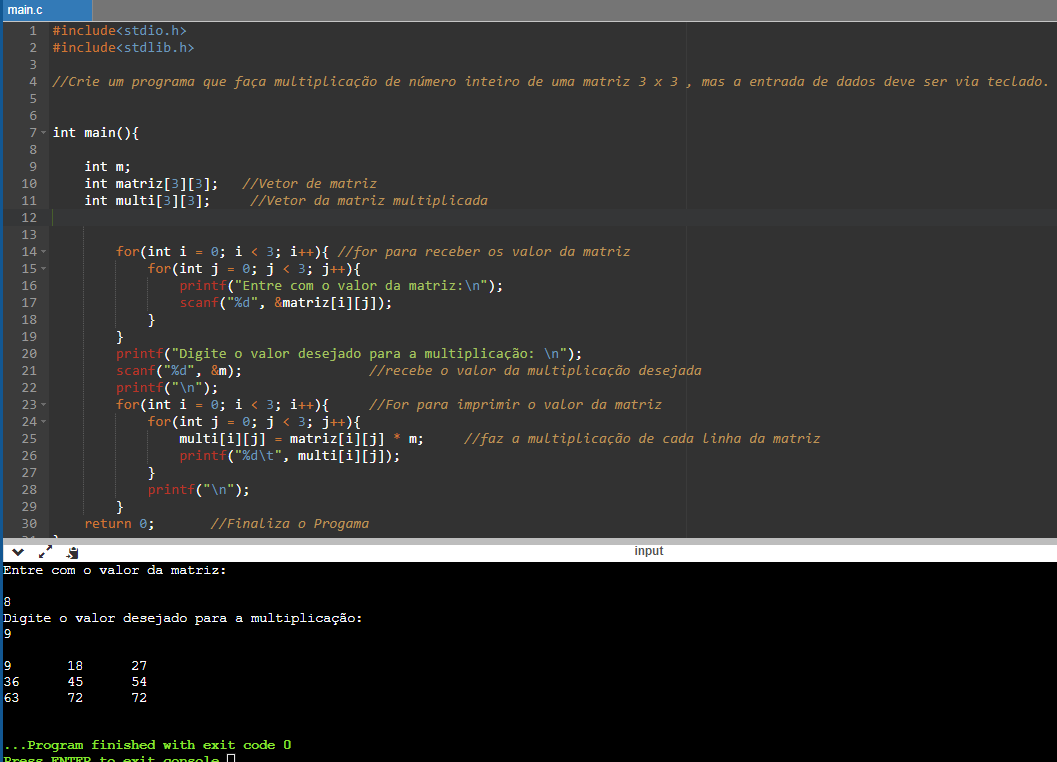 main.c
1 #include<stdio.h>
2 #include<stdlib.h>
3
4 //Crie um programa que faça multiplicação de número inteiro de uma matriz 3 x 3 , mas a entrada de dados deve ser via teclado.
5
6
7 int main(){
8
9 int m;
10 int matriz[3][3]; //Vetor de matriz
11 int multi[3][3]; //Vetor da matriz multiplicada
12
13
14 for(int i = 0; i < 3; i++){ //for para receber os valor da matriz
15 for(int j = 0; j < 3; j++){
16 printf("Entre com o valor da matriz:\n");
17 scanf("%d", &matriz[i][j]);
18 }
19 }
20 printf("Digite o valor desejado para a multiplicação: \n");
21 scanf("%d", &m); //recebe o valor da multiplicação desejada
22 printf("\n");
23 for(int i = 0; i < 3; i++){ //For para imprimir o valor da matriz
24 for(int j = 0; j < 3; j++){
25 multi[i][j] = matriz[i][j] * m; //faz a multiplicação de cada linha da matriz
26 printf("%d\t", multi[i][j]);
27 }
28 printf("\n");
29 }
30 return 0; //Finaliza o Progama
31 }
input
Entre com o valor da matriz:
8
Digite o valor desejado para a multiplicação:
9
9 18 27
36 45 54
63 72 72
...Program finished with exit code 0
Press ENTER to exit console.